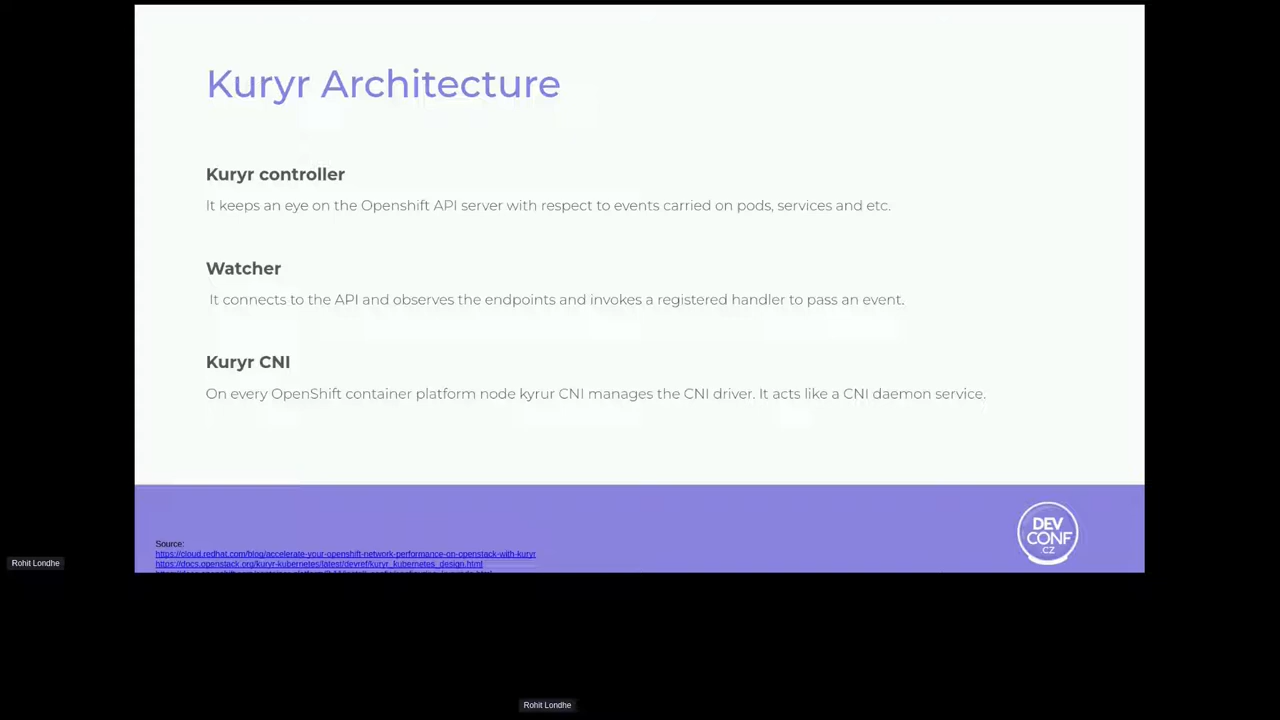 Kuryr Architecture
Kuryr controller
It keeps an eye on the Openshift API server with respect to events carried on pods, services and etc.
Watcher
It connects to the API and observes the endpoints and invokes a registered handler to pass an event.
Kuryr CNI
On every OpenShift container platform node kyrur CNI manages the CNI driver. It acts like a CNI daemon service.
Source:
https://cloud.redhat.com/blog/accelerate-your-openshift-network-performance-on-openstack-with-kuryr
https://docs.openstack.org/kuryr-kubernetes/latest/devref/kuryr_kubernetes_design.html
DEV
CONF
.CZ
Rohit Londhe
Rohit Londhe